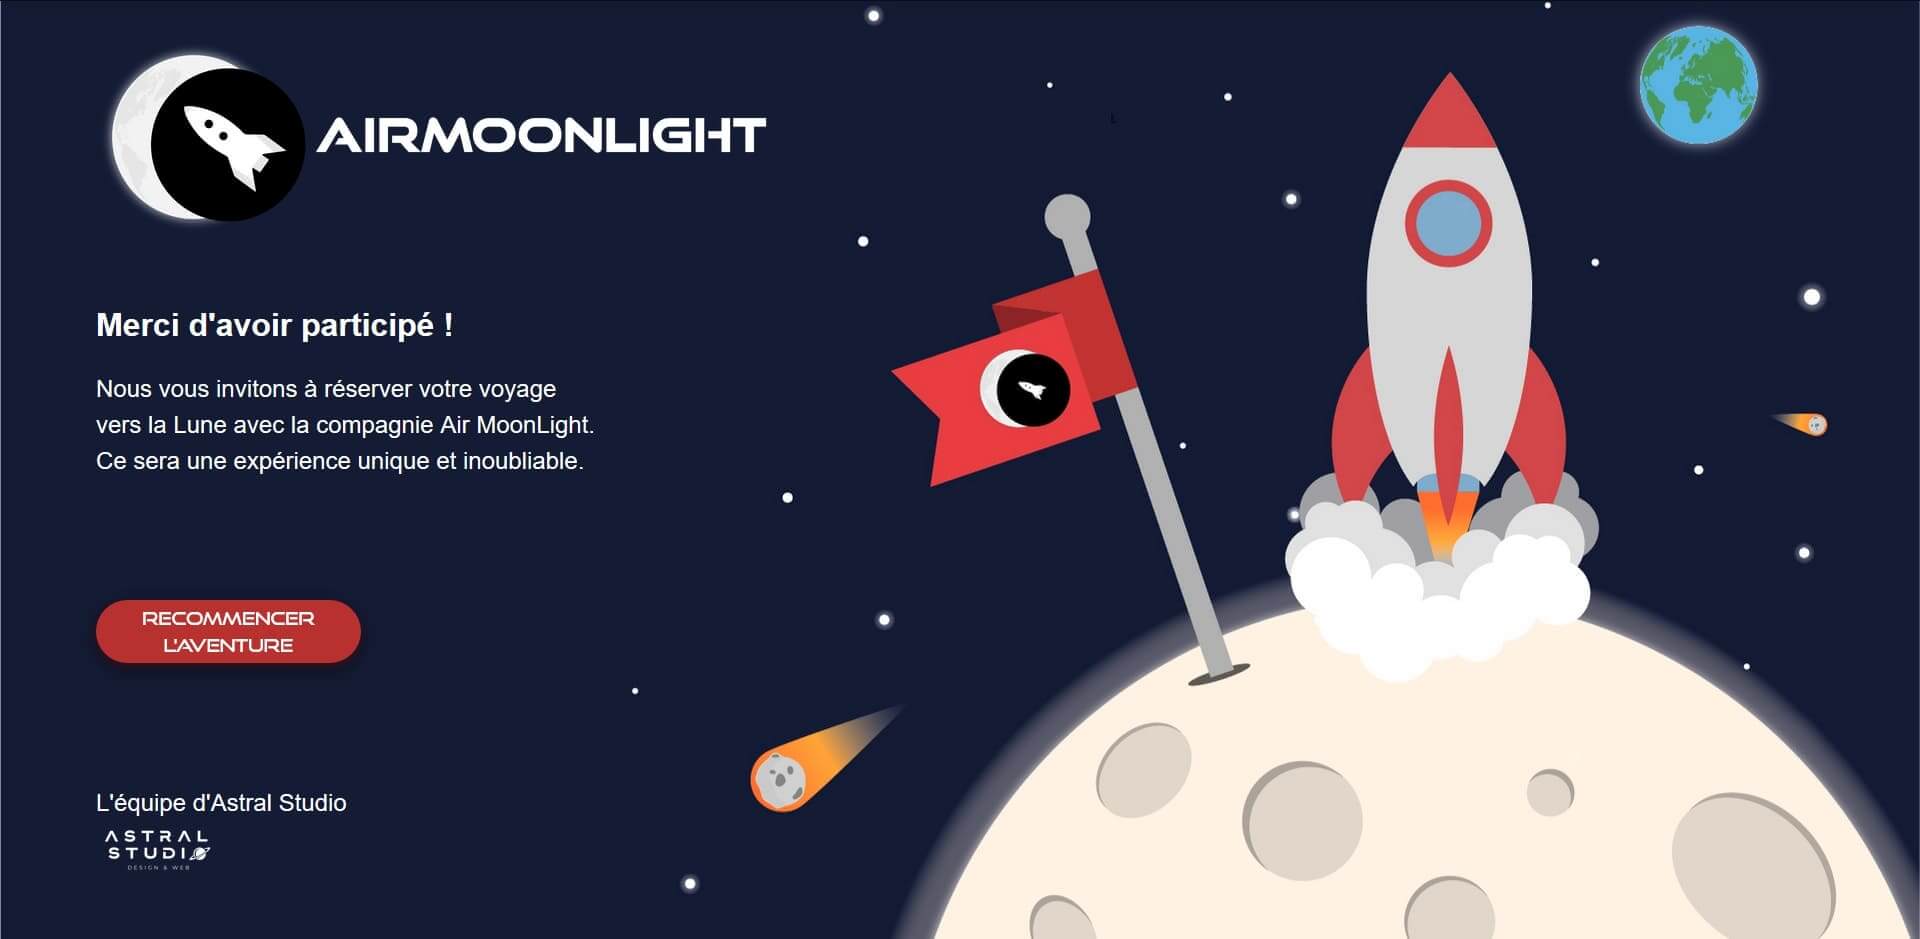 AIRMOONLIGHT
Merci d'avoir participé !
Nous vous invitons à réserver votre voyage
vers la Lune avec la compagnie Air MoonLight.
Ce sera une expérience unique et inoubliable.
RECOMMENCER
L'AVENTURE
L'équipe d'Astral Studio
ASTRAL
STUDIO
DESIGN & WEB